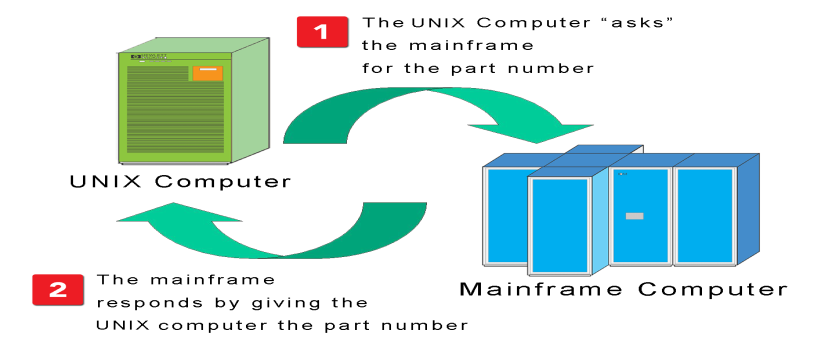 1
The UNIX Computer “asks”
the mainframe
for the part number
UNIX Computer
Mainframe Computer
2
The mainframe
responds by giving the
UNIX computer the part number